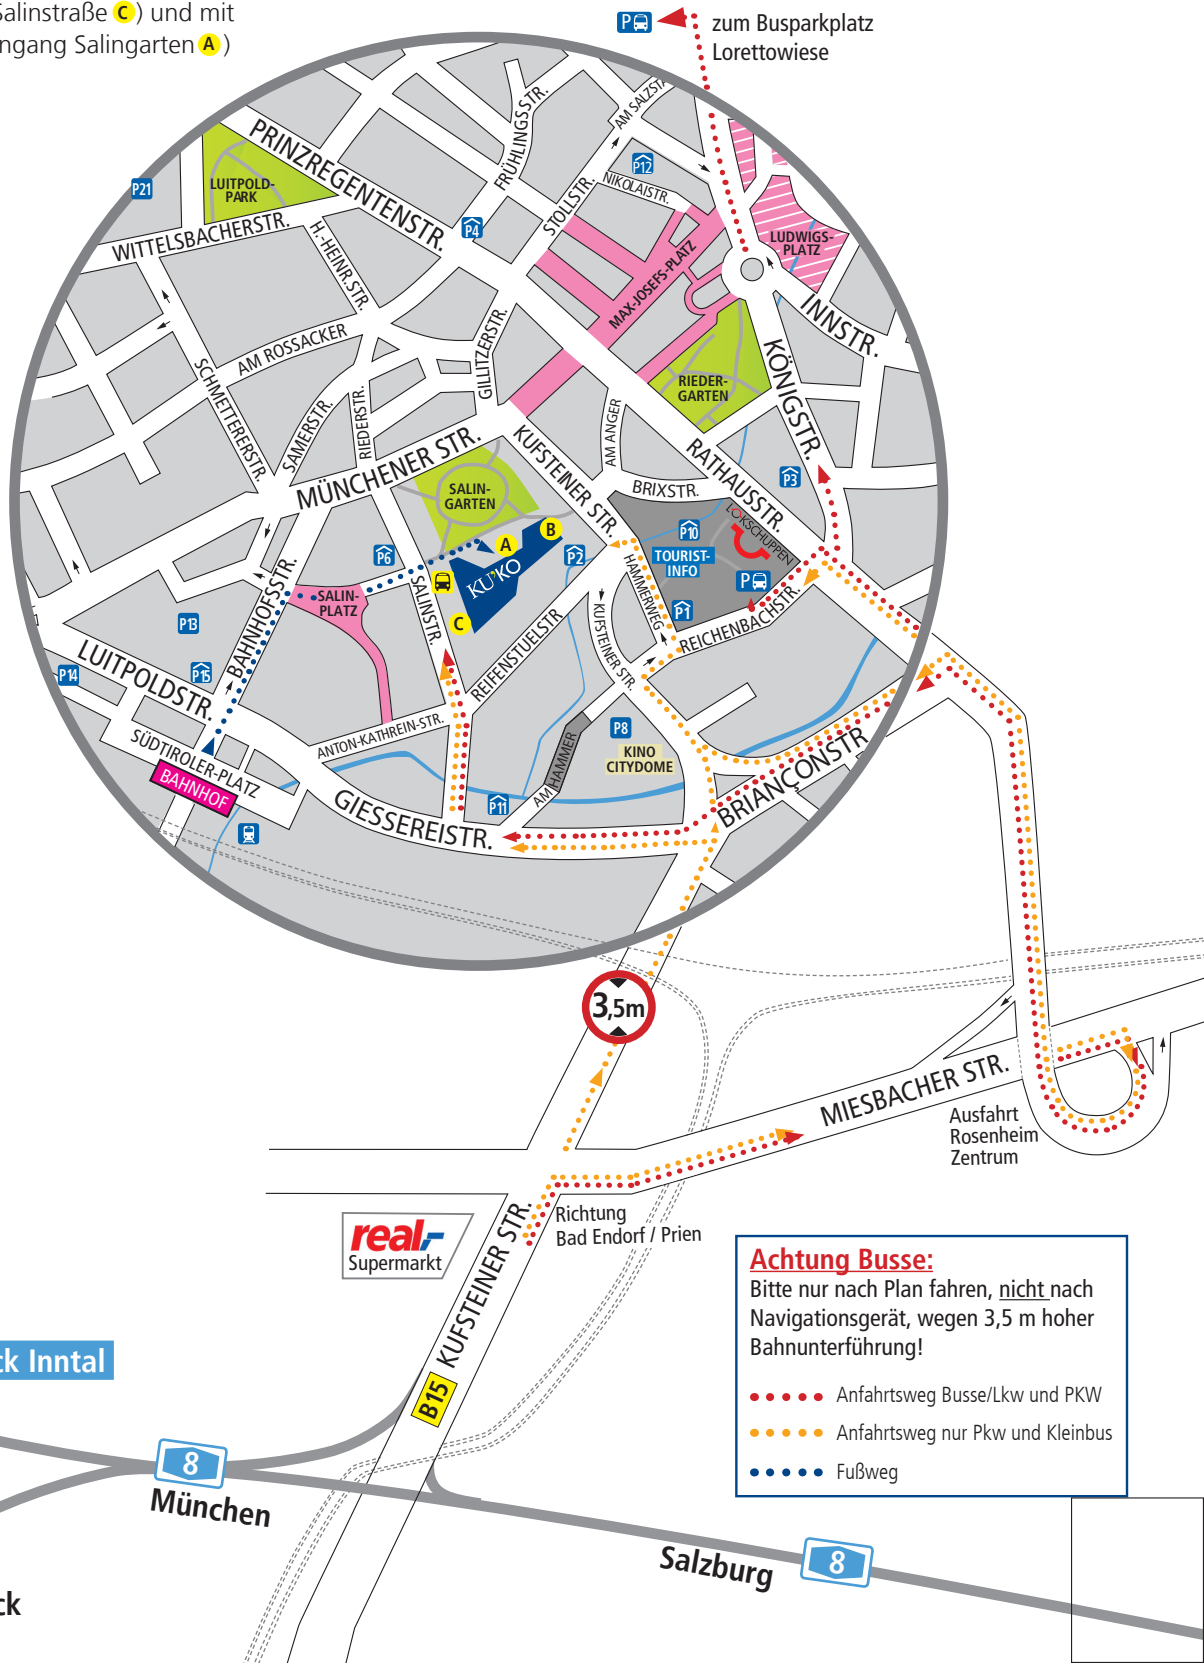 Salinstraße C) und mit
ngang Salingarten A)
P
zum Busparkplatz
Lorettowiese
FRÜHLINGSSTR.
AM SALZSTA
PRINZREGENTENSTR.
P12
NIKOLAISTR.
P21
LUITPOLD-
PARK
STOLLSTR.
P4
WITTELSBACHERSTR.
H.-HEINR.STR.
LUDWIGS-
PLATZ
MAX-JOSEFS-PLATZ
INNSTR.
GILLITZERSTR.
AM ROSSACKER
KÖNIGSTR.
SCHMETTERERSTR.
RIEDER-
GARTEN
SAMERSTR.
RIEDERSTR.
AM ANGER
MÜNCHENER STR.
KUFSTEINER STR.
RATHAUSSTR.
P3
SALIN-
GARTEN
BRIXSTR.
LOKSCHUPPEN
B
P10
A
P6
P2
TOURIST-
INFO
KU'KO
P
HAMMERWEG
BAHNHOFSSTR.
SALIN-
PLATZ
SALINSTR.
C
P1
KUFSTEINER STR.
REICHENBACHSTR.
P13
REIFENSTUELSTR
LUITPOLDSTR.
P14
P15
ANTON-KATHREIN-STR.
P8
SÜDTIROLER-PLATZ
KINO
CITYDOME
BRIANÇONSTR
BAHNHOF
AM HAMMER
P11
GIESSEREISTR.
3,5m
MIESBACHER STR.
Ausfahrt
Rosenheim
Zentrum
real,-
Supermarkt
Richtung
Bad Endorf / Prien
KUFSTEINER STR.
B15
Achtung Busse:
Bitte nur nach Plan fahren, nicht nach
Navigationsgerät, wegen 3,5 m hoher
Bahnunterführung!
Anfahrtsweg Busse/Lkw und PKW
Anfahrtsweg nur Pkw und Kleinbus
Fußweg
ck Inntal
8
München
Salzburg
8
ck